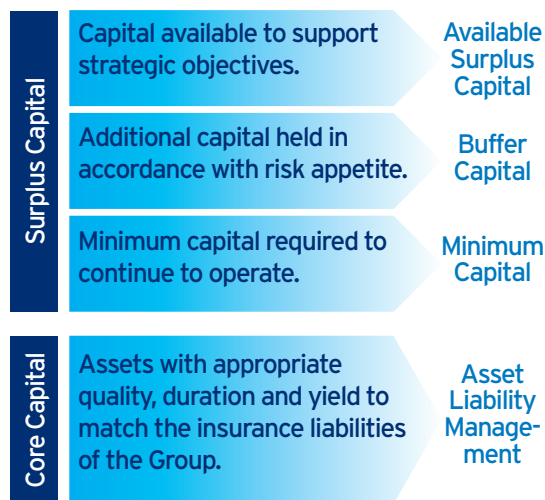 Surplus Capital
Capital available to support
strategic objectives.
Available
Surplus
Capital
Additional capital held in
accordance with risk appetite.
Buffer
Capital
Minimum capital required to
continue to operate.
Minimum
Capital
Core Capital
Assets with appropriate
quality, duration and yield to
match the insurance liabilities
of the Group.
Asset
Liability
Manage-
ment